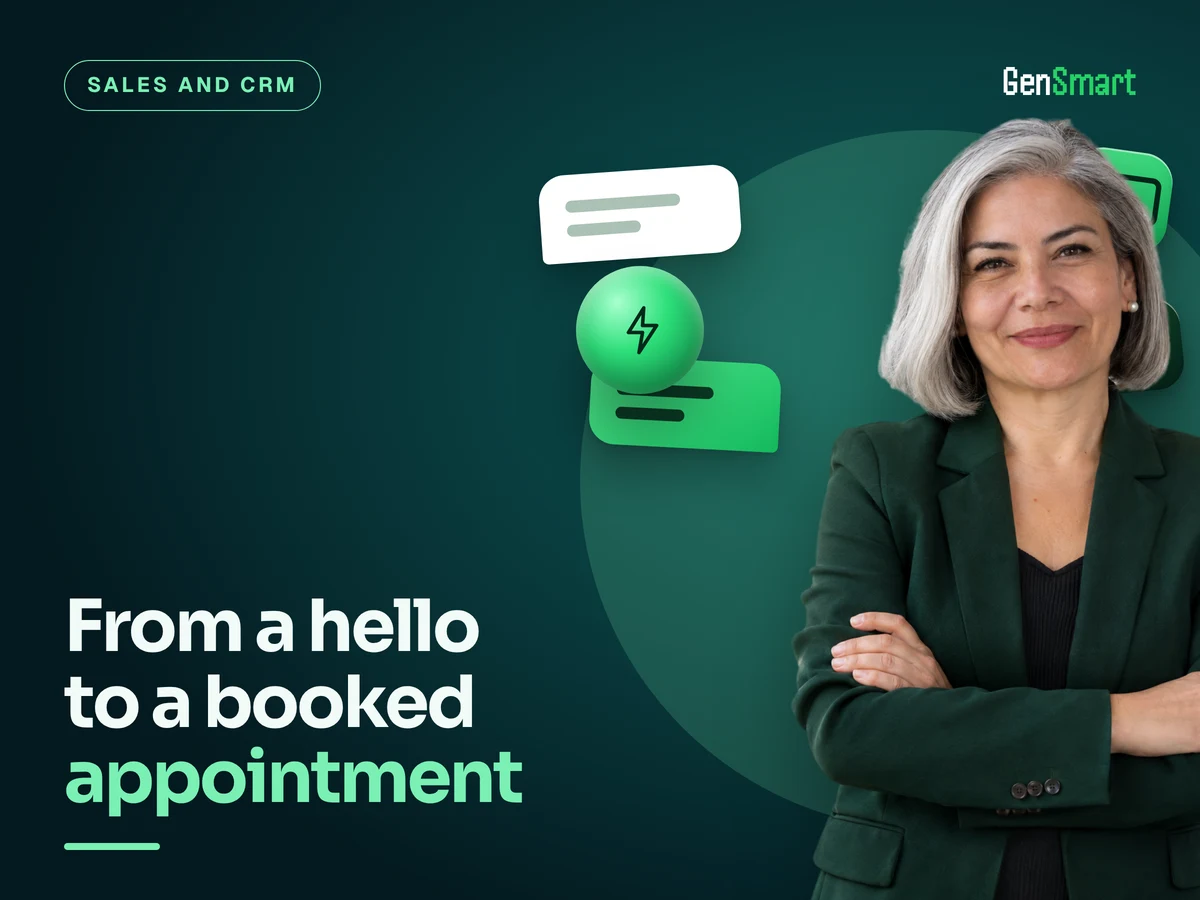 SALES AND CRM
GenSmart
From a hello
to a booked
appointment